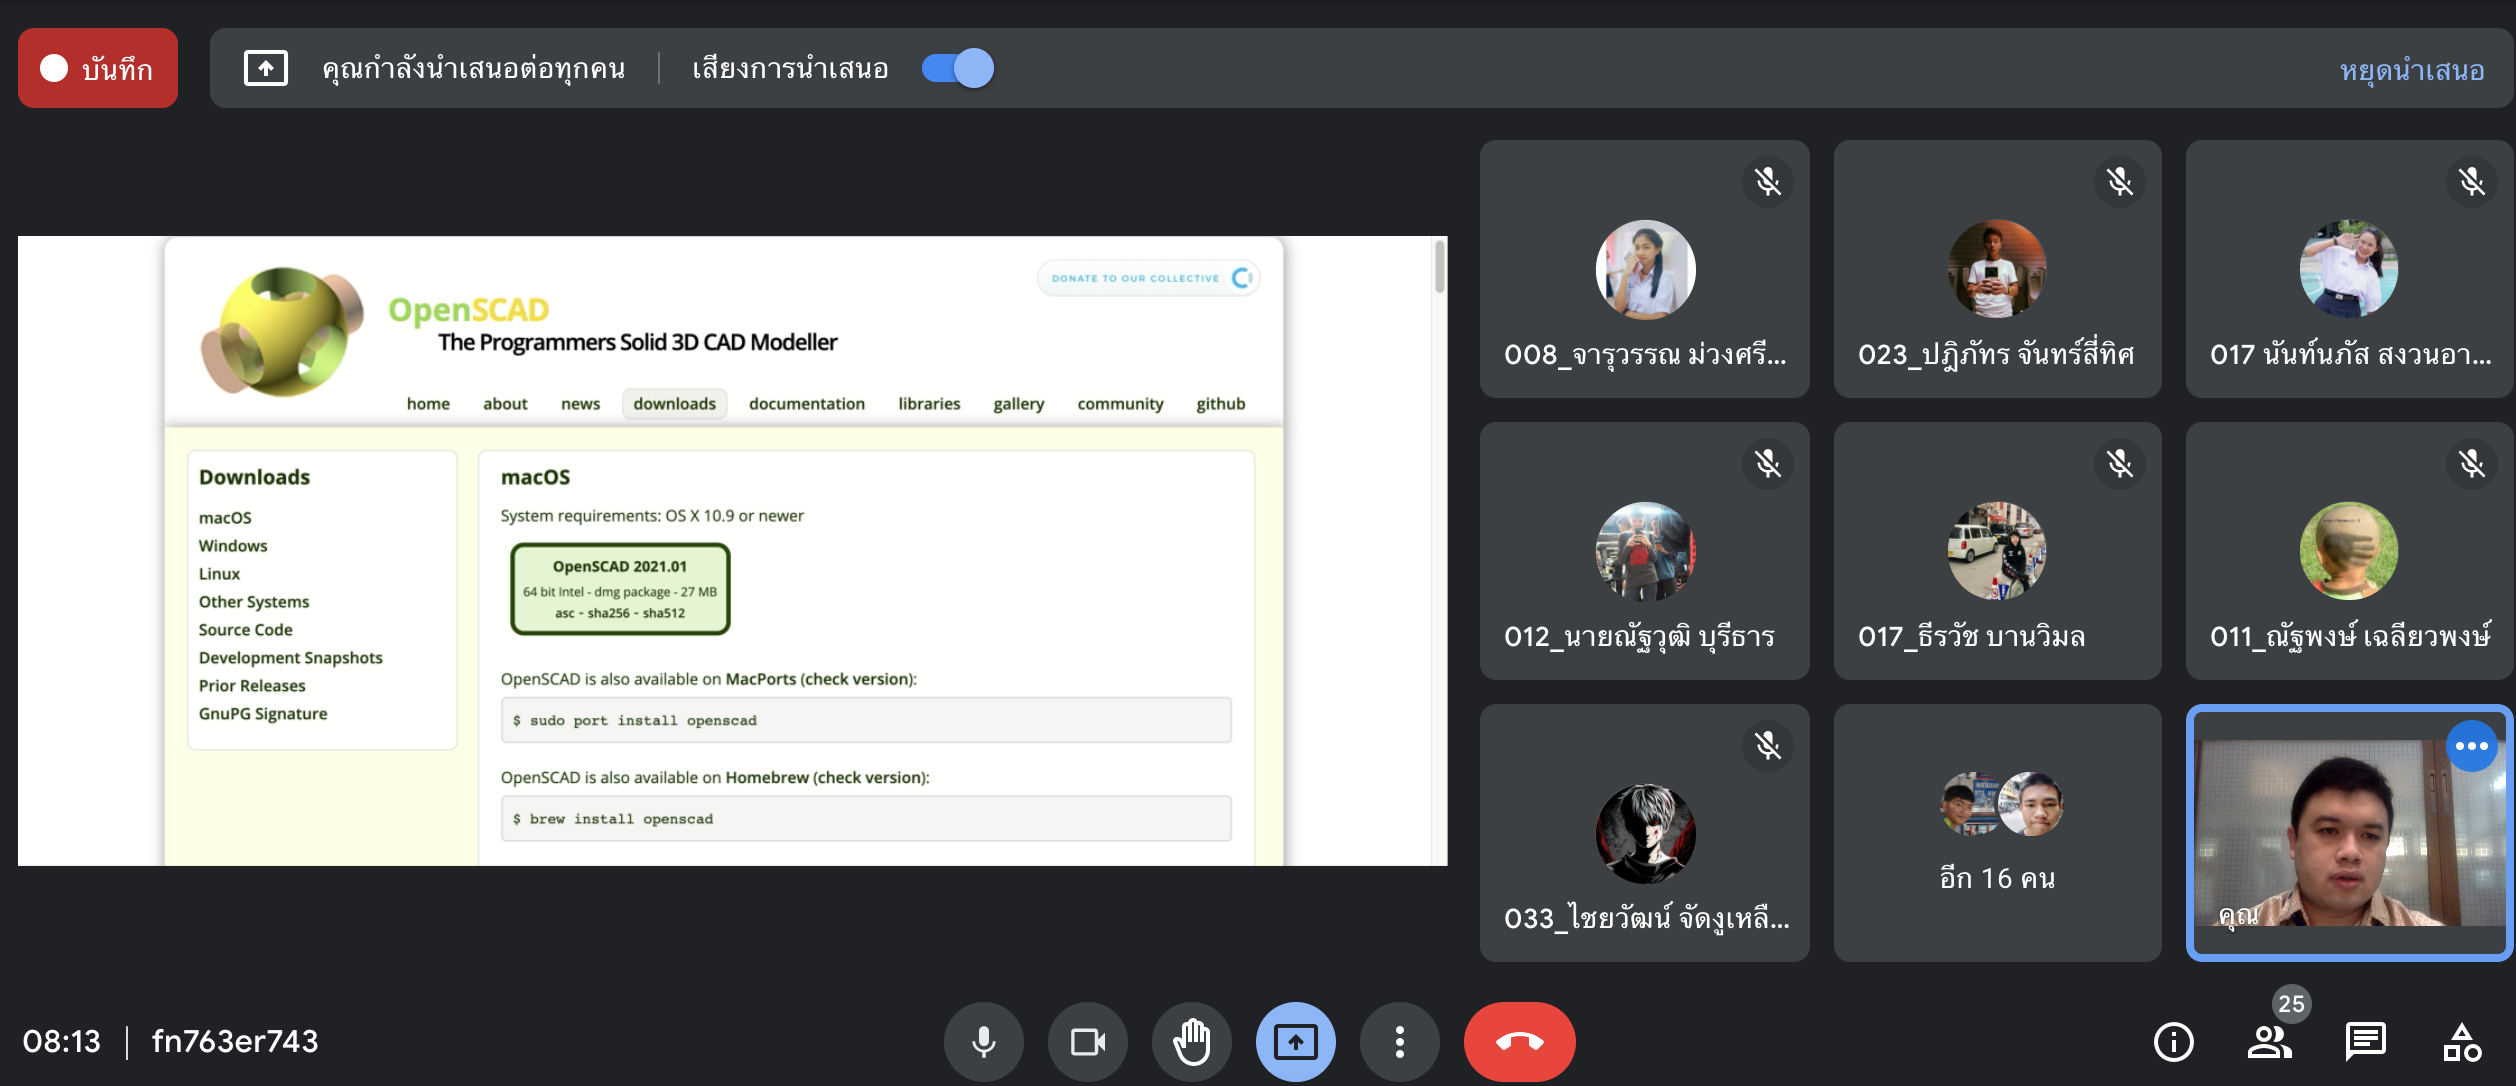 บันทึก
คุณกำลังนำเสนอต่อทุกคน
เสียงการนำเสนอ
หยุดนำเสนอ
DONATE TO OUR COLLECTIVE
OpenSCAD
The Programmers Solid 3D CAD Modeller
home about news downloads documentation libraries gallery community github
Downloads
macOS
Windows
Linux
Other Systems
Source Code
Development Snapshots
Prior Releases
GnuPG Signature
macOS
System requirements: OS X 10.9 or newer
OpenSCAD 2021.01
64 bit Intel - dmg package - 27 MB
asc - sha256 - sha512
OpenSCAD is also available on MacPorts (check version):
$ sudo port install openscad
OpenSCAD is also available on Homebrew (check version):
$ brew install openscad
008_จารุวรรณ ม่วงศรี...
023_ปฎิภัทร จันทร์สี่ทิศ
017 นันท์นภัส สงวนอา...
012_นายณัฐวุฒิ บุรีธาร
017_ธีรวัช บานวิมล
011_ณัฐพงษ์ เฉลียวพงษ์
033_ไชยวัฒน์ จัดงูเหลื...
อีก 16 คน
คุณ
08:13
fn763er743
25